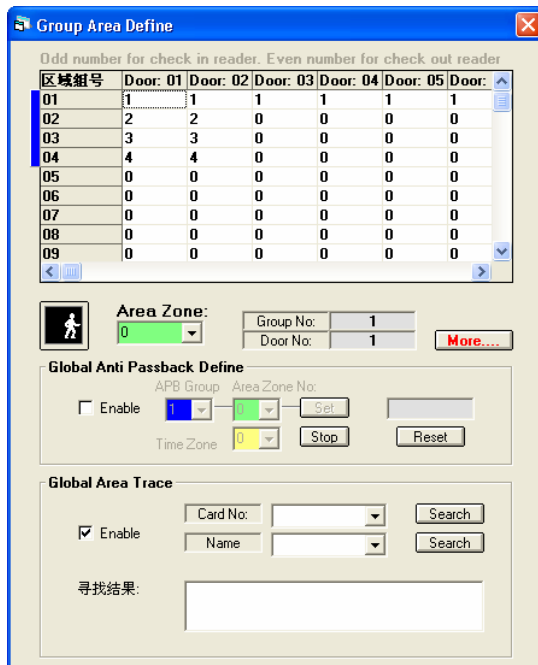 Group Area Define
Odd number for check in reader. Even number for check out reader
区域组号 Door: 01 Door: 02 Door: 03 Door: 04 Door: 05 Door:
01 1 1 1 1 1 1
02 2 2 0 0 0 0
03 3 3 0 0 0 0
04 4 4 0 0 0 0
05 0 0 0 0 0 0
06 0 0 0 0 0 0
07 0 0 0 0 0 0
08 0 0 0 0 0 0
09 0 0 0 0 0 0
Area Zone:
0
Group No: 1
Door No: 1
More....
Global Anti Passback Define
APB Group Area Zone No:
Enable 1 0 Set
Time Zone 0 Stop Reset
Global Area Trace
Card No: Search
Enable
Name Search
寻找结果: